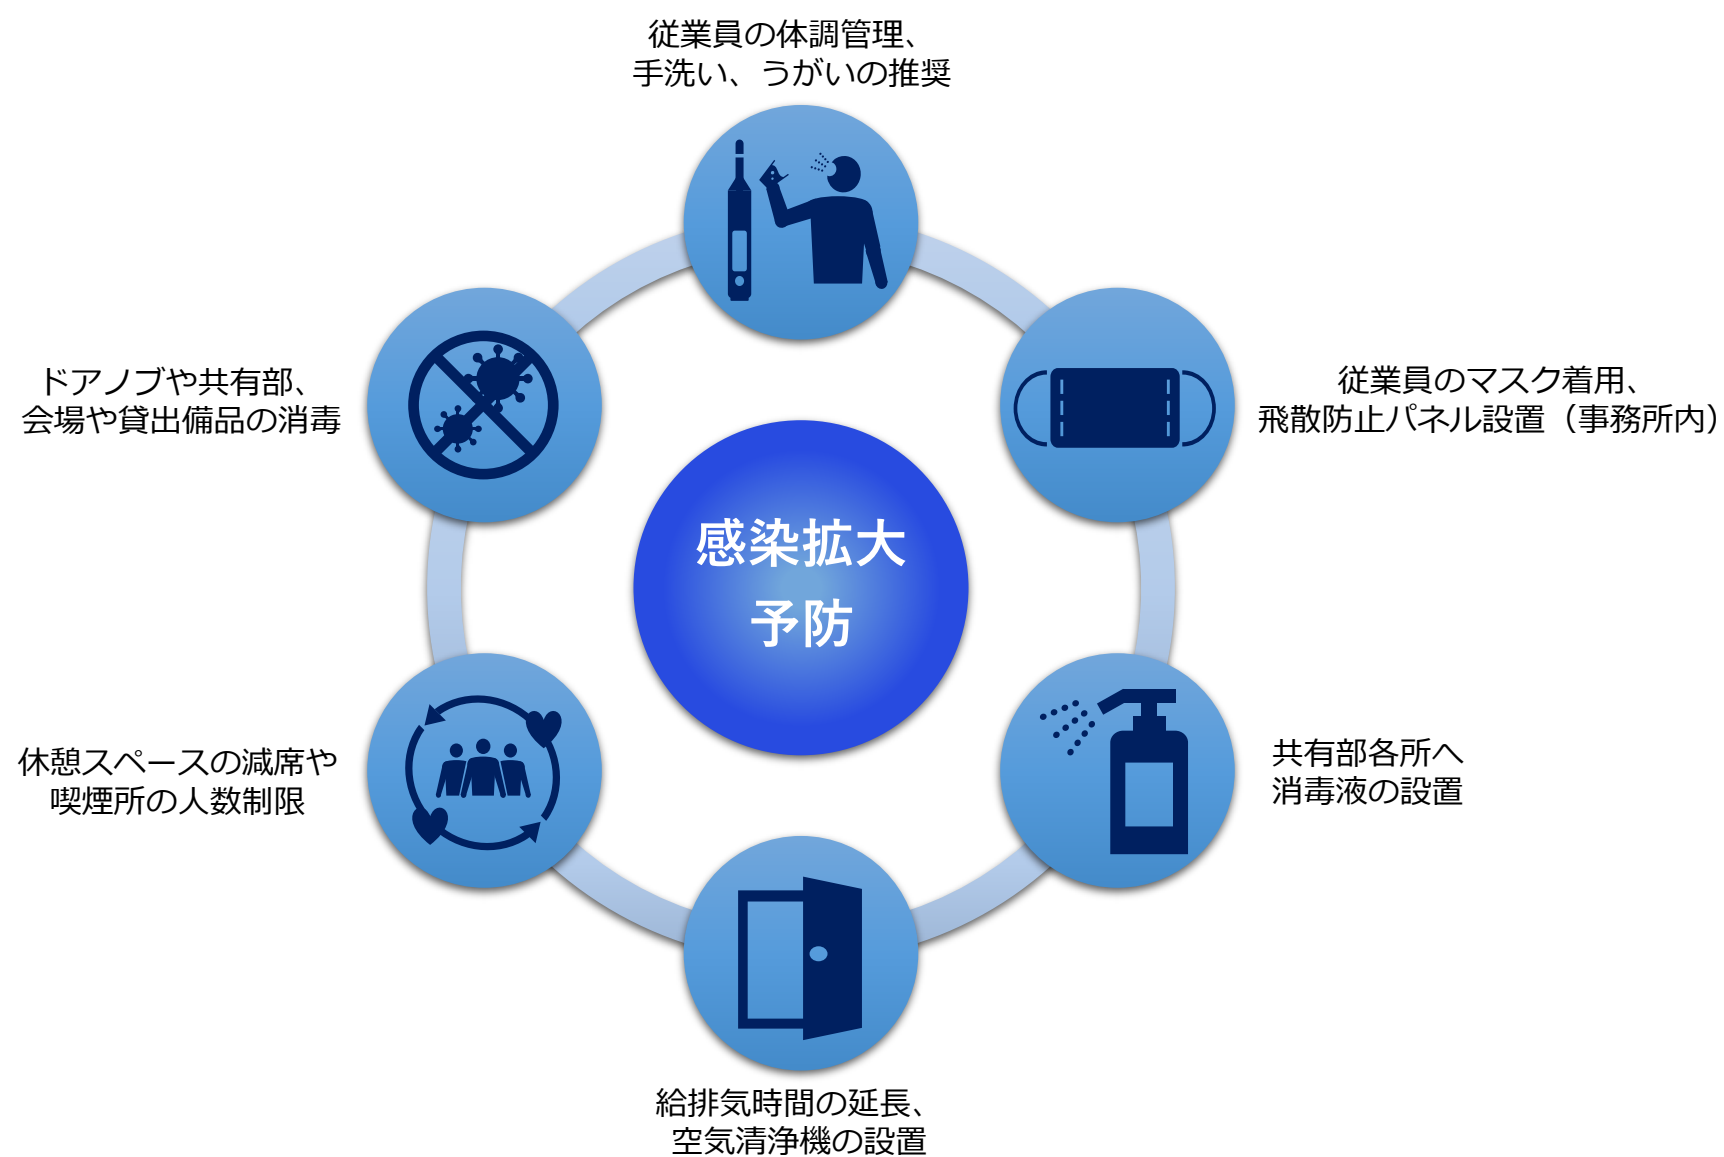 従業員の体調管理、
手洗い、うがいの推奨
従業員のマスク着用、
飛散防止パネル設置（事務所内）
共有部各所へ
消毒液の設置
給排気時間の延長、
空気清浄機の設置
休憩スペースの減席や
喫煙所の人数制限
ドアノブや共有部、
会場や貸出備品の消毒
感染拡大
予防